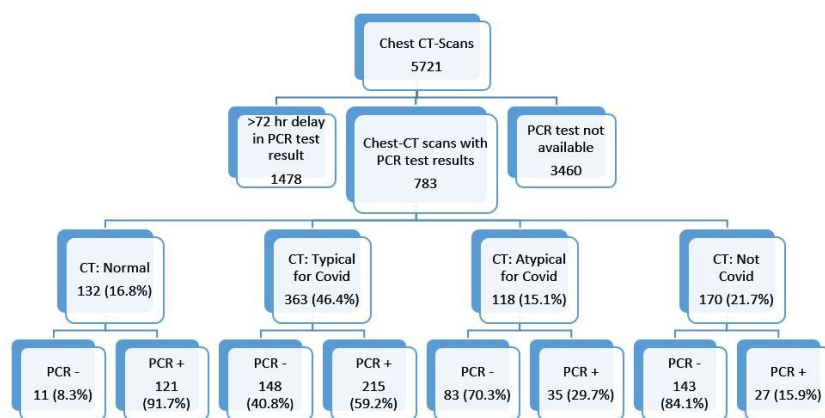 Chest CT-Scans
5721
>72 hr delay
in PCR test
result
1478
Chest-CT scans with
PCR test results
783
PCR test not
available
3460
CT: Normal
132 (16.8%)
CT: Typical
for Covid
363 (46.4%)
CT: Atypical
for Covid
118 (15.1%)
CT: Not
Covid
170 (21.7%)
PCR -
11 (8.3%)
PCR +
121
(91.7%)
PCR -
148
(40.8%)
PCR +
215
(59.2%)
PCR -
83 (70.3%)
PCR +
35 (29.7%)
PCR -
143
(84.1%)
PCR +
27 (15.9%)